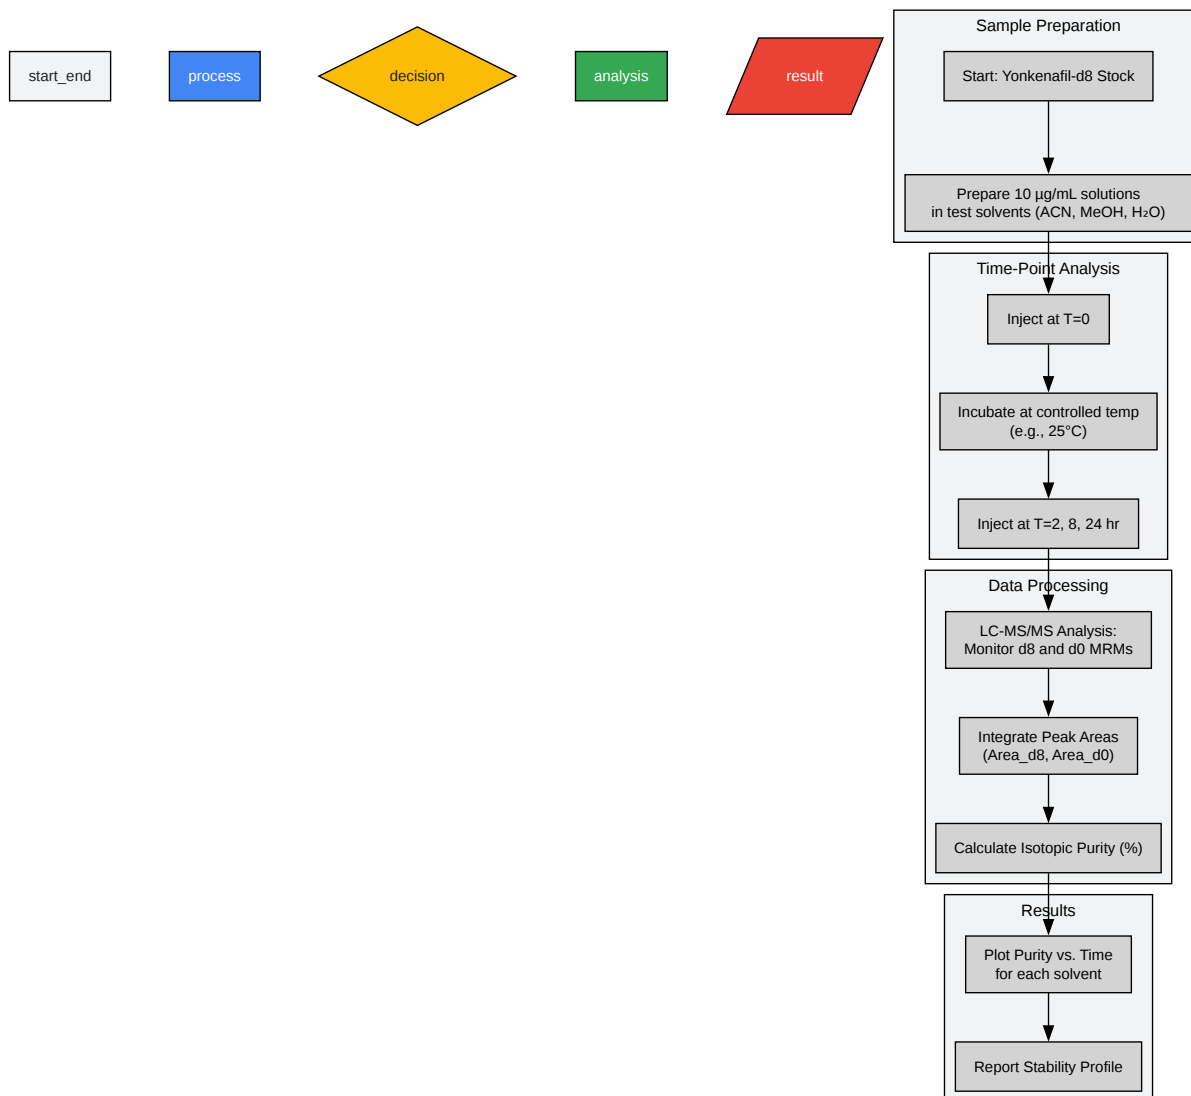 start_end
process
decision
analysis
result
Sample Preparation
Start: Yonkenafil-d8 Stock
Prepare 10 µg/mL solutions
in test solvents (ACN, MeOH, H₂O)
Time-Point Analysis
Inject at T=0
Incubate at controlled temp
(e.g., 25°C)
Inject at T=2, 8, 24 hr
Data Processing
LC-MS/MS Analysis:
Monitor d8 and d0 MRMs
Integrate Peak Areas
(Area_d8, Area_d0)
Calculate Isotopic Purity (%)
Results
Plot Purity vs. Time
for each solvent
Report Stability Profile